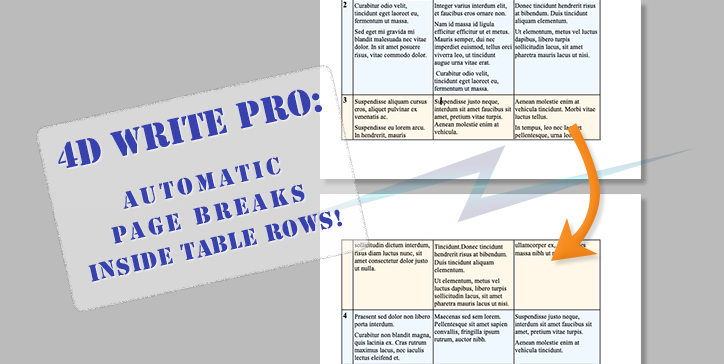 4D WRITE PRO:
AUTOMATIC
PAGE BREAKS
INSIDE TABLE ROWS!
2
Curabitur odio velit,
tincidunt eget laoreet eu,
fermentum ut massa.
Sed eget mi gravida mi
blandit malesuada nec vitae
dolor. In sit amet posuere
risus, vitae commodo dolor.
Integer varius interdum elit,
et faucibus eros ornare non.
Nam id massa id ligula
efficitur efficitur ut et metus.
Mauris semper, dui nec
imperdiet euismod, tellus orci
viverra leo, ut tincidunt
augue urna vitae erat.
Curabitur odio velit,
tincidunt eget laoreet eu,
fermentum ut massa.
Donec tincidunt hendrerit risus
at bibendum. Duis tincidunt
aliquam elementum.
Ut elementum, metus vel luctus
dapibus, libero turpis
sollicitudin lacus, sit amet
pharetra mauris lacus ut risus.
3
Suspendisse aliquam cursus
eros, aliquet pulvinar ex
venenatis ac.
Suspendisse eu lorem arcu.
In hendrerit, mauris
Suspendisse justo neque,
interdum sit amet faucibus sit
amet, pretium vitae turpis.
Aenean molestie enim at
vehicula.
Aenean molestie enim at
vehicula tincidunt. Morbi vitae
luctus tellus.
In tempus, leo nec
pellentesque, urna
sollicitudin dictum interdum,
risus diam luctus nunc, sit
amet consectetur dolor justo
ut nulla.
Tincidunt.Donec tincidunt
hendrerit risus at bibendum.
Duis tincidunt aliquam
elementum.
Ut elementum, metus vel
luctus dapibus, libero turpis
sollicitudin lacus, sit amet
pharetra mauris lacus ut risus.
ullamcorper ex,
massa nibh ut
4
Praesent sed dolor non libero
porta interdum.
Curabitur non blandit magna,
quis lacinia ex. Cras rutrum
maximus lacus, nec iaculis
lectus eleifend et.
Maecenas sed sem lorem.
Pellentesque sit amet sapien
convallis, fringilla ipsum
rutrum, auctor nibh.
Suspendisse justo neque,
interdum sit amet faucibus sit
amet, pretium vitae turpis.
Aenean molestie enim at
vehicula tincidunt.